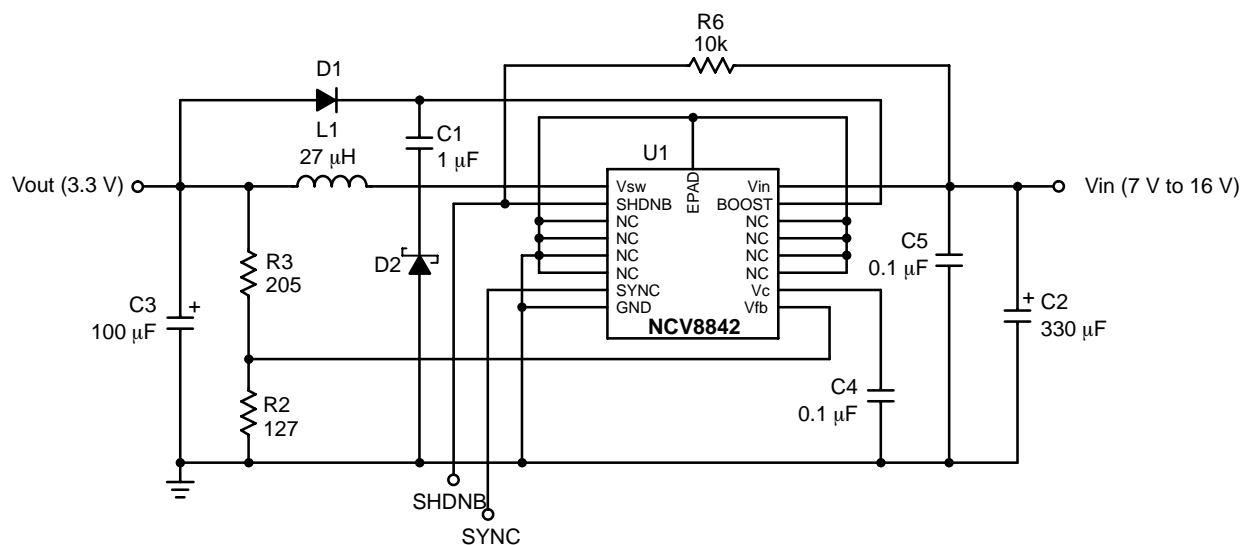 R6
10k
D1
L1
27 μH
C1
1 μF
U1
Vout (3.3 V)
Vin (7 V to 16 V)
EPAD
Vsw
SHDNB
NC
NC
NC
NC
SYNC
GND
Vin
BOOST
NC
NC
NC
NC
Vc
Vfb
NCV8842
R3
205
D2
C3
+
100 μF
C5
0.1 μF
+
C2
330 μF
C4
0.1 μF
R2
127
SHDNB
SYNC